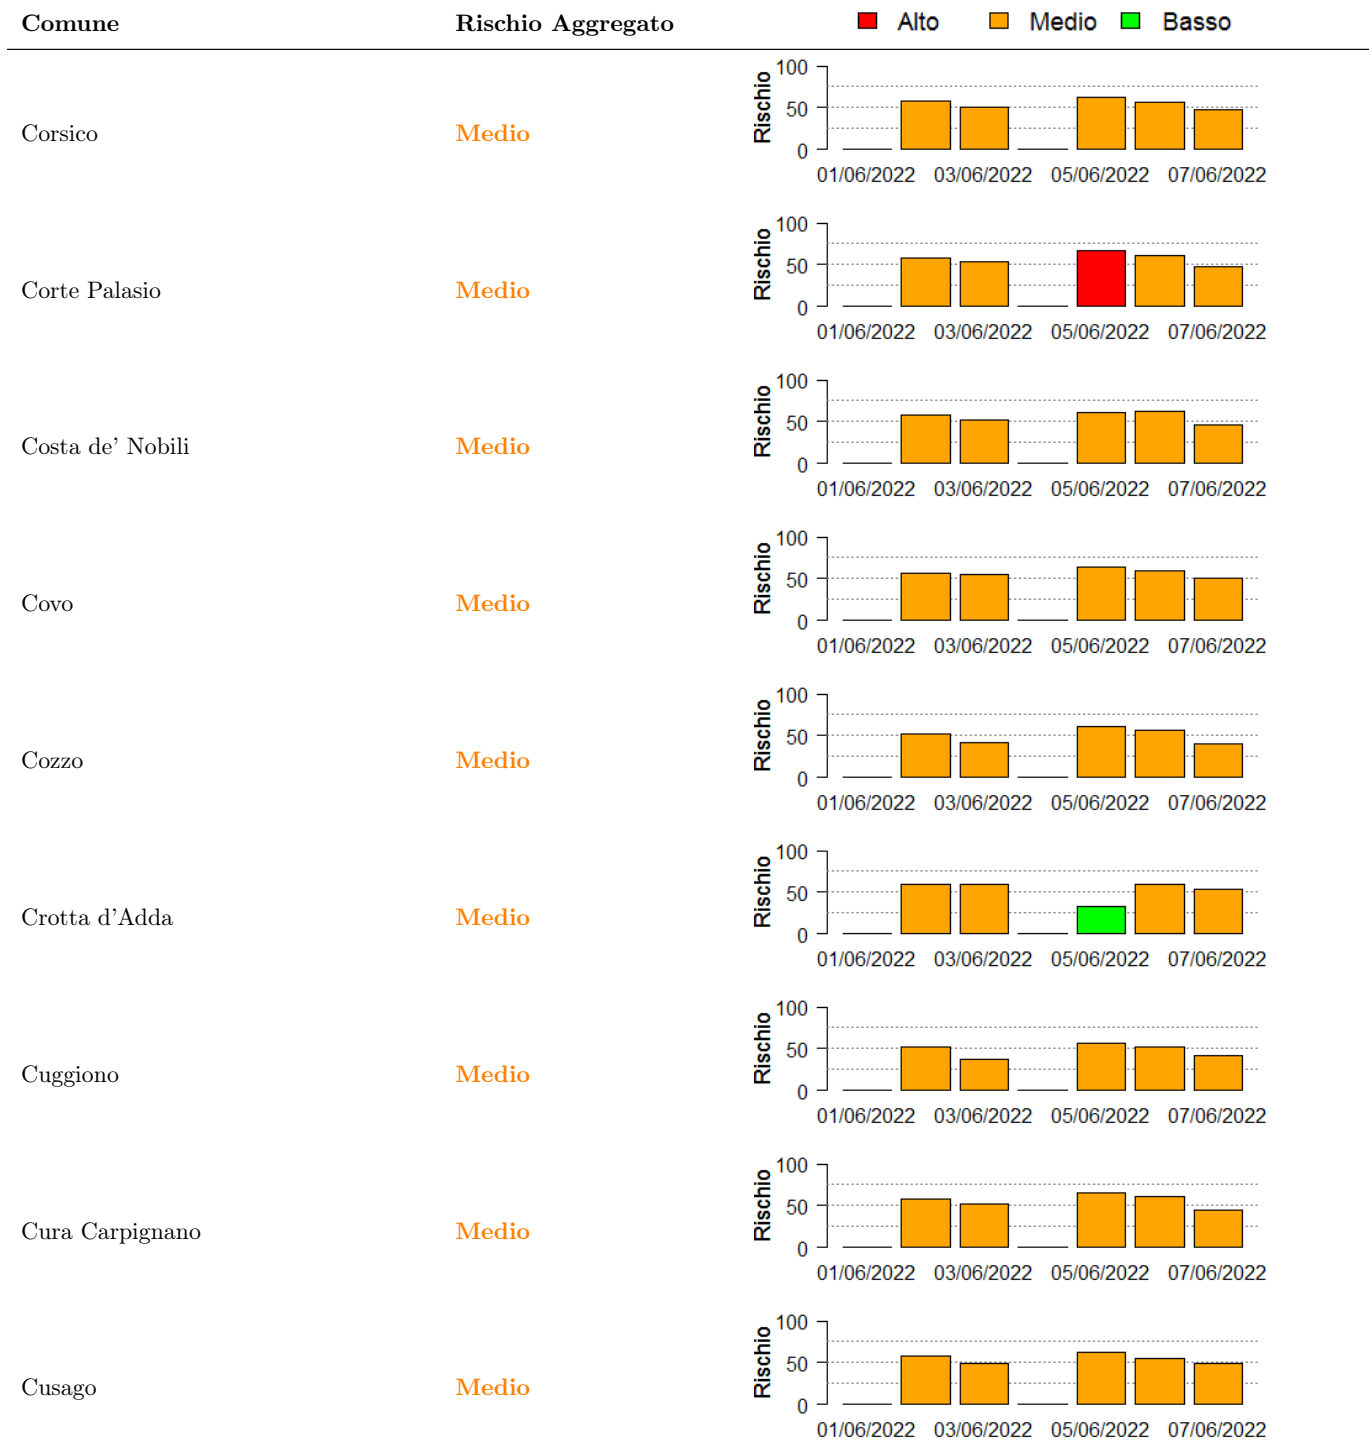 Comune Rischio Aggregato Alto Medio Basso
100
50
0
Rischio
Corsico Medio
01/06/2022 03/06/2022 05/06/2022 07/06/2022
100
50
0
Rischio
Corte Palasio Medio
01/06/2022 03/06/2022 05/06/2022 07/06/2022
100
50
0
Rischio
Costa de' Nobili Medio
01/06/2022 03/06/2022 05/06/2022 07/06/2022
100
50
0
Rischio
Covo Medio
01/06/2022 03/06/2022 05/06/2022 07/06/2022
100
50
0
Rischio
Cozzo Medio
01/06/2022 03/06/2022 05/06/2022 07/06/2022
100
50
0
Rischio
Crotta d'Adda Medio
01/06/2022 03/06/2022 05/06/2022 07/06/2022
100
50
0
Rischio
Cuggiono Medio
01/06/2022 03/06/2022 05/06/2022 07/06/2022
100
50
0
Rischio
Cura Carpignano Medio
01/06/2022 03/06/2022 05/06/2022 07/06/2022
100
50
0
Rischio
Cusago Medio
01/06/2022 03/06/2022 05/06/2022 07/06/2022